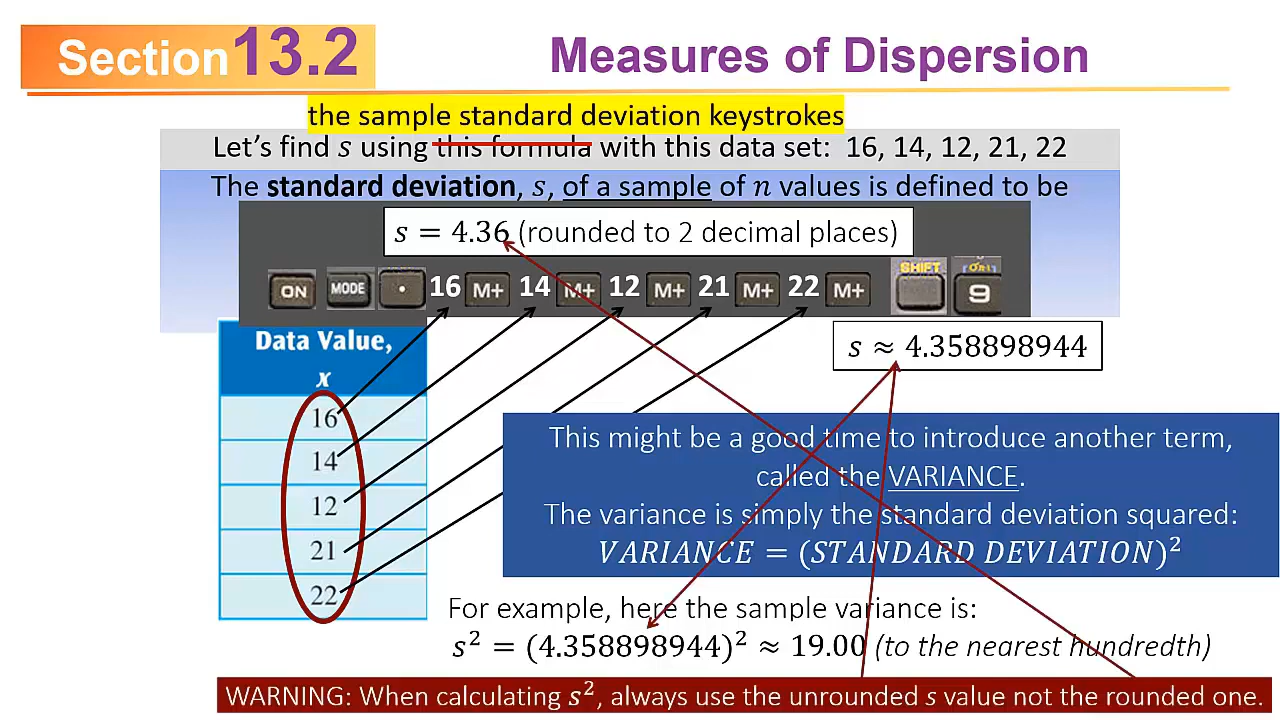 Section 13.2
Measures of Dispersion
the sample standard deviation keystrokes
Let's find s using this formula with this data set: 16, 14, 12, 21, 22
The standard deviation, s, of a sample of n values is defined to be
s = 4.36 (rounded to 2 decimal places)
SHIFT
ON MODE · 16 M+ 14 M+ 12 M+ 21 M+ 22 M+ 9
Data Value,
x
s ≈ 4.358898944
16
14
12
21
22
This might be a good time to introduce another term,
called the VARIANCE.
The variance is simply the standard deviation squared:
VARIANCE = (STANDARD DEVIATION)²
For example, here the sample variance is:
s² = (4.358898944)² ≈ 19.00 (to the nearest hundredth)
WARNING: When calculating s², always use the unrounded s value not the rounded one.